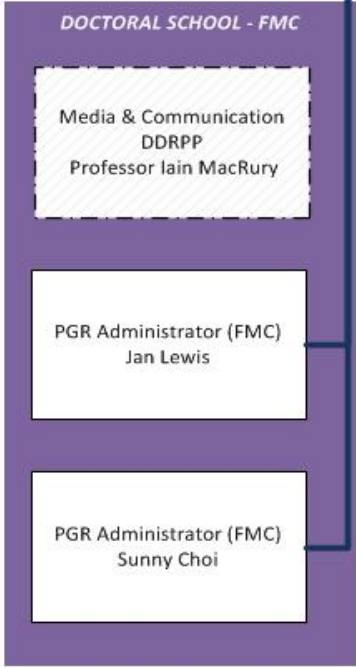 DOCTORAL SCHOOL - FMC
Media & Communication
DDRPP
Professor Iain MacRury
PGR Administrator (FMC)
Jan Lewis
PGR Administrator (FMC)
Sunny Choi